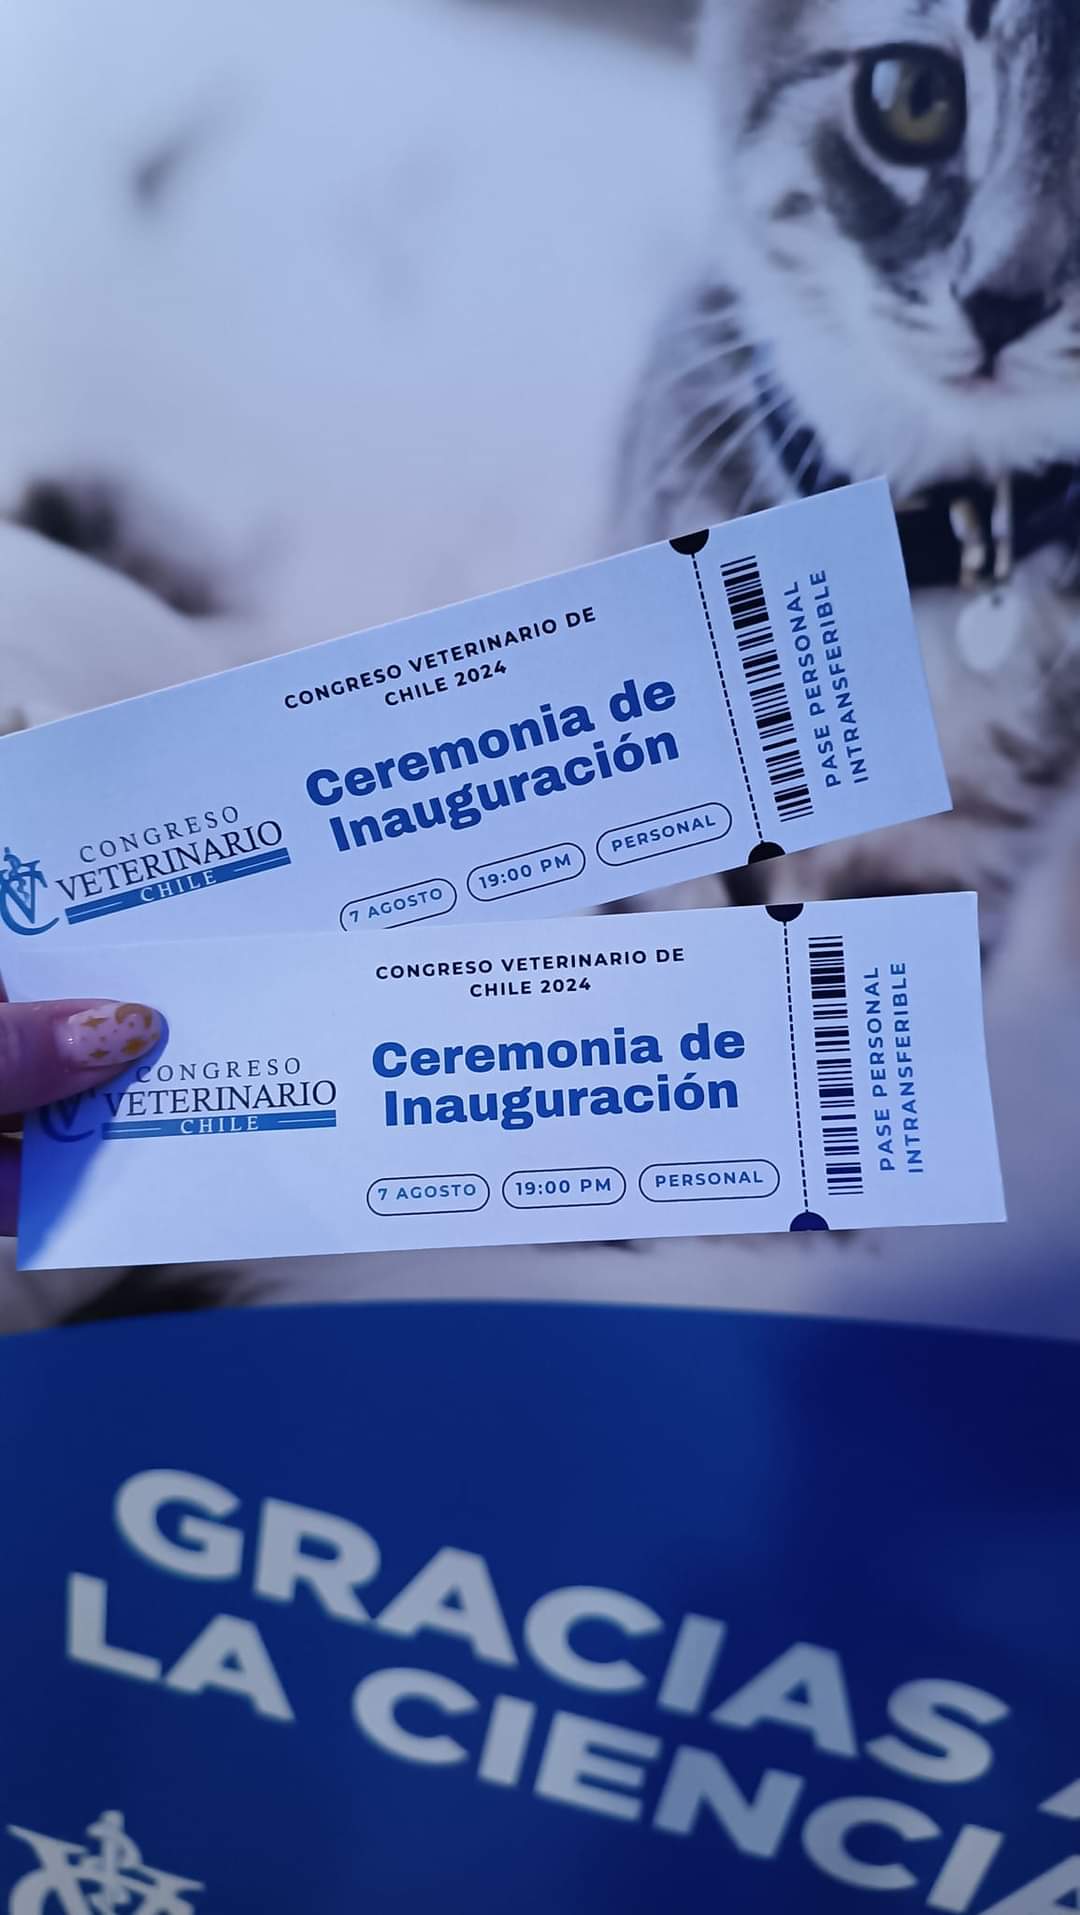 CONGRESO VETERINARIO DE
CHILE 2024
Ceremonia de
Inauguración
CONGRESO
VETERINARIO
CHILE
7 AGOSTO
19:00 PM
PERSONAL
PASE PERSONAL
INTRANSFERIBLE
CONGRESO VETERINARIO DE
CHILE 2024
Ceremonia de
Inauguración
CONGRESO
VETERINARIO
CHILE
7 AGOSTO
19:00 PM
PERSONAL
PASE PERSONAL
INTRANSFERIBLE
GRACIAS A
LA CIENCIA